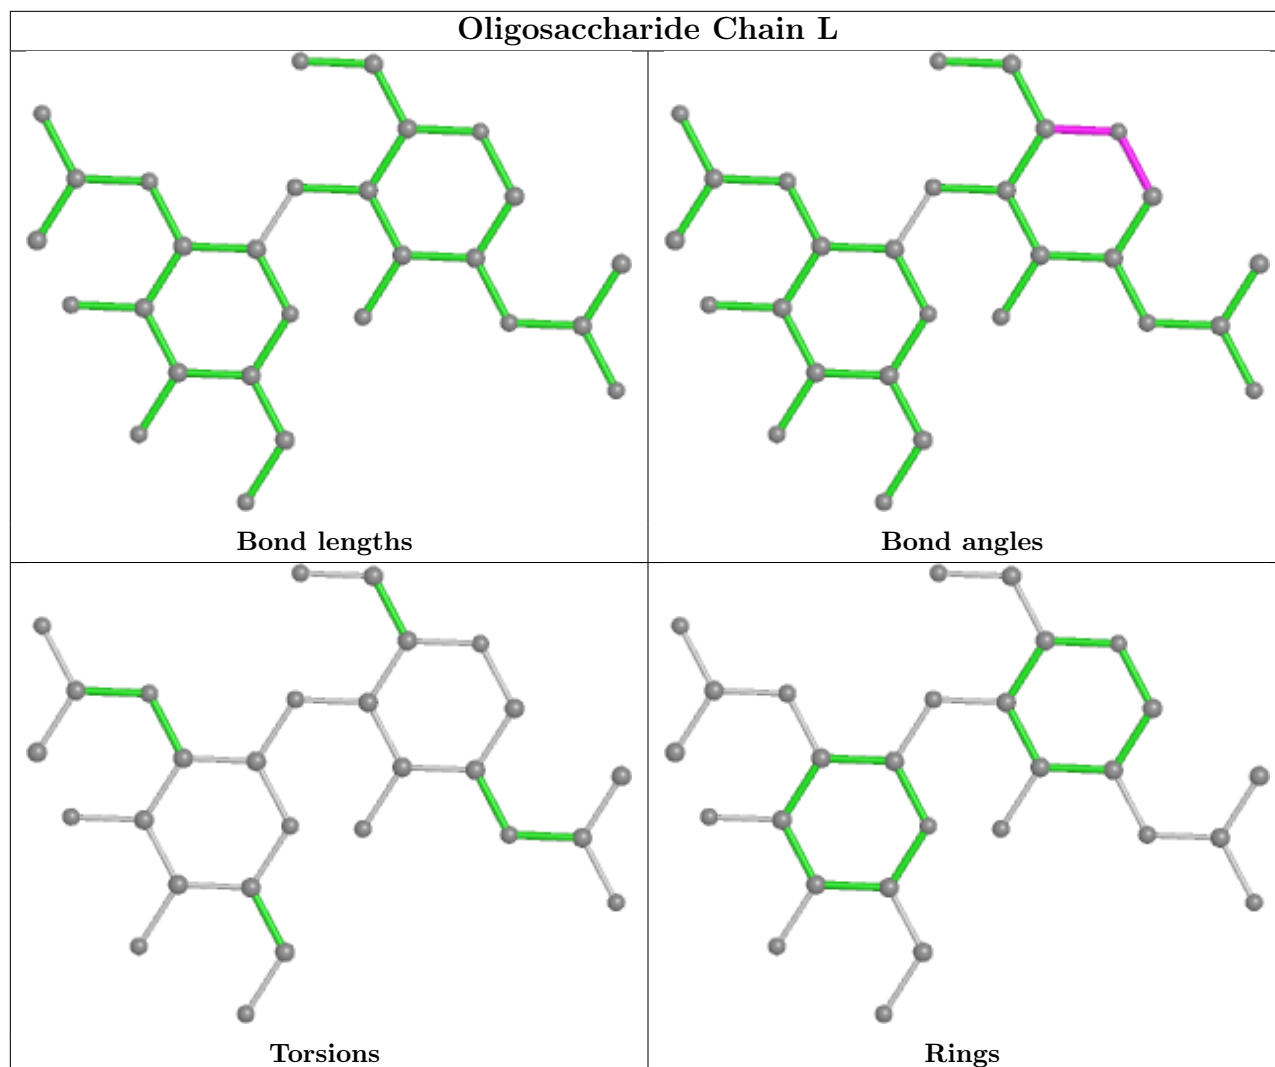 Oligosaccharide Chain L
Bond lengths
Bond angles
Torsions
Rings